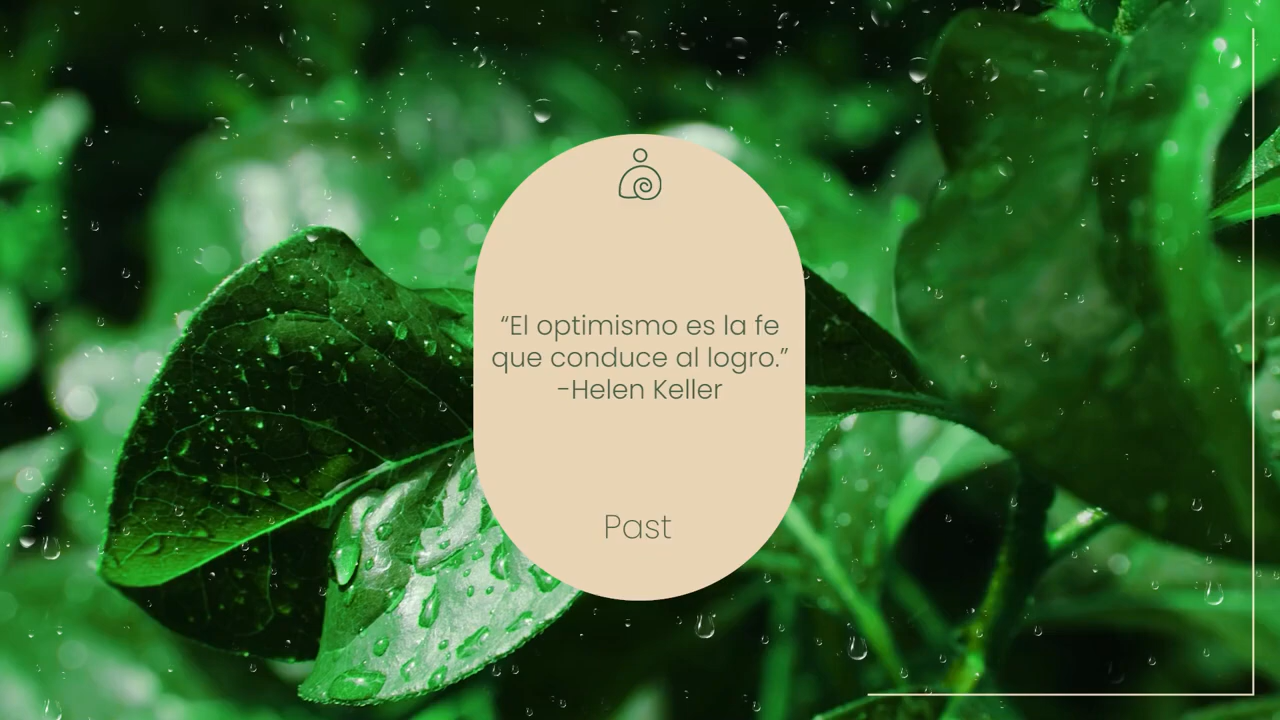 “El optimismo es la fe
que conduce al logro.”
-Helen Keller
Past